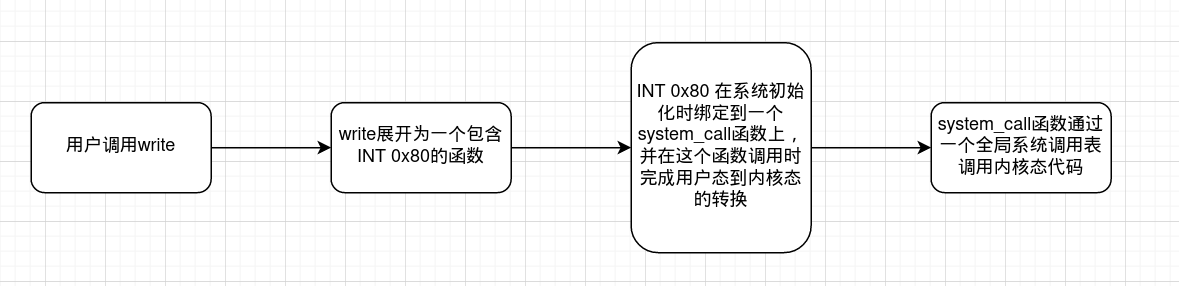 用户调用write
write展开为一个包含
INT 0x80的函数
INT 0x80 在系统初始
化时绑定到一个
system_call函数上，
并在这个函数调用时
完成用户态到内核态
的转换
system_call函数通过
一个全局系统调用表
调用内核态代码